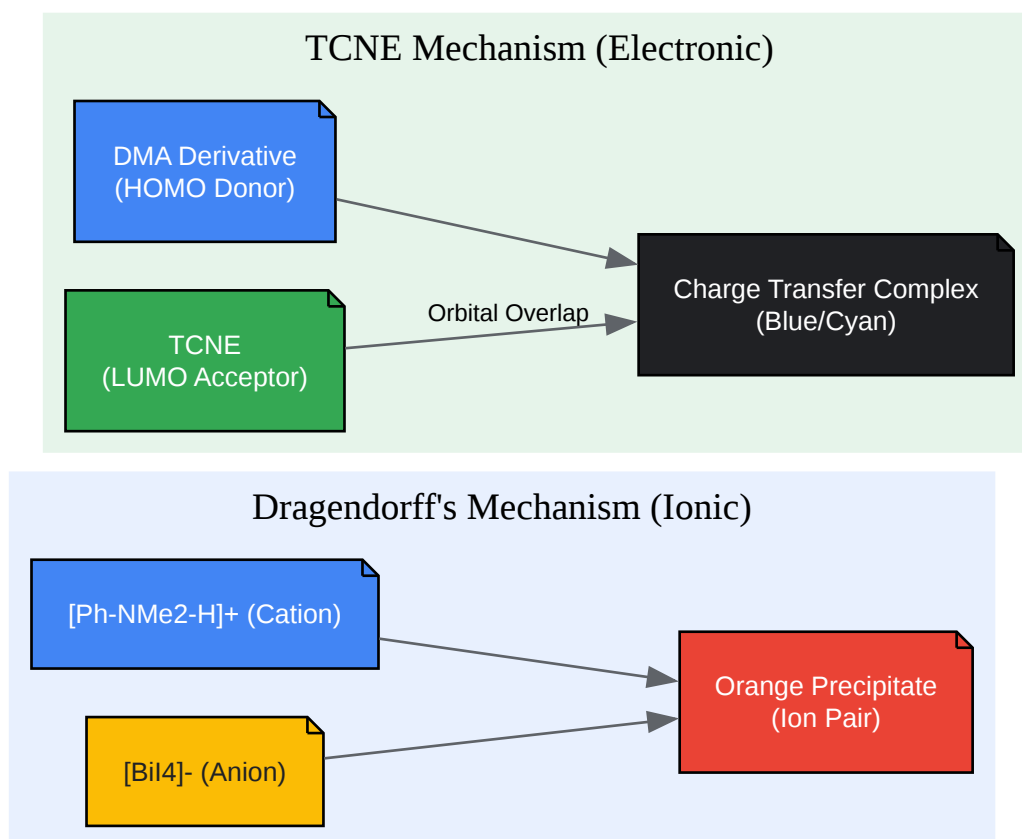 TCNE Mechanism (Electronic)
DMA Derivative
(HOMO Donor)
TCNE
(LUMO Acceptor)
Orbital Overlap
Charge Transfer Complex
(Blue/Cyan)
Dragendorff's Mechanism (Ionic)
[Ph-NMe2-H]+ (Cation)
[BiI4]- (Anion)
Orange Precipitate
(Ion Pair)